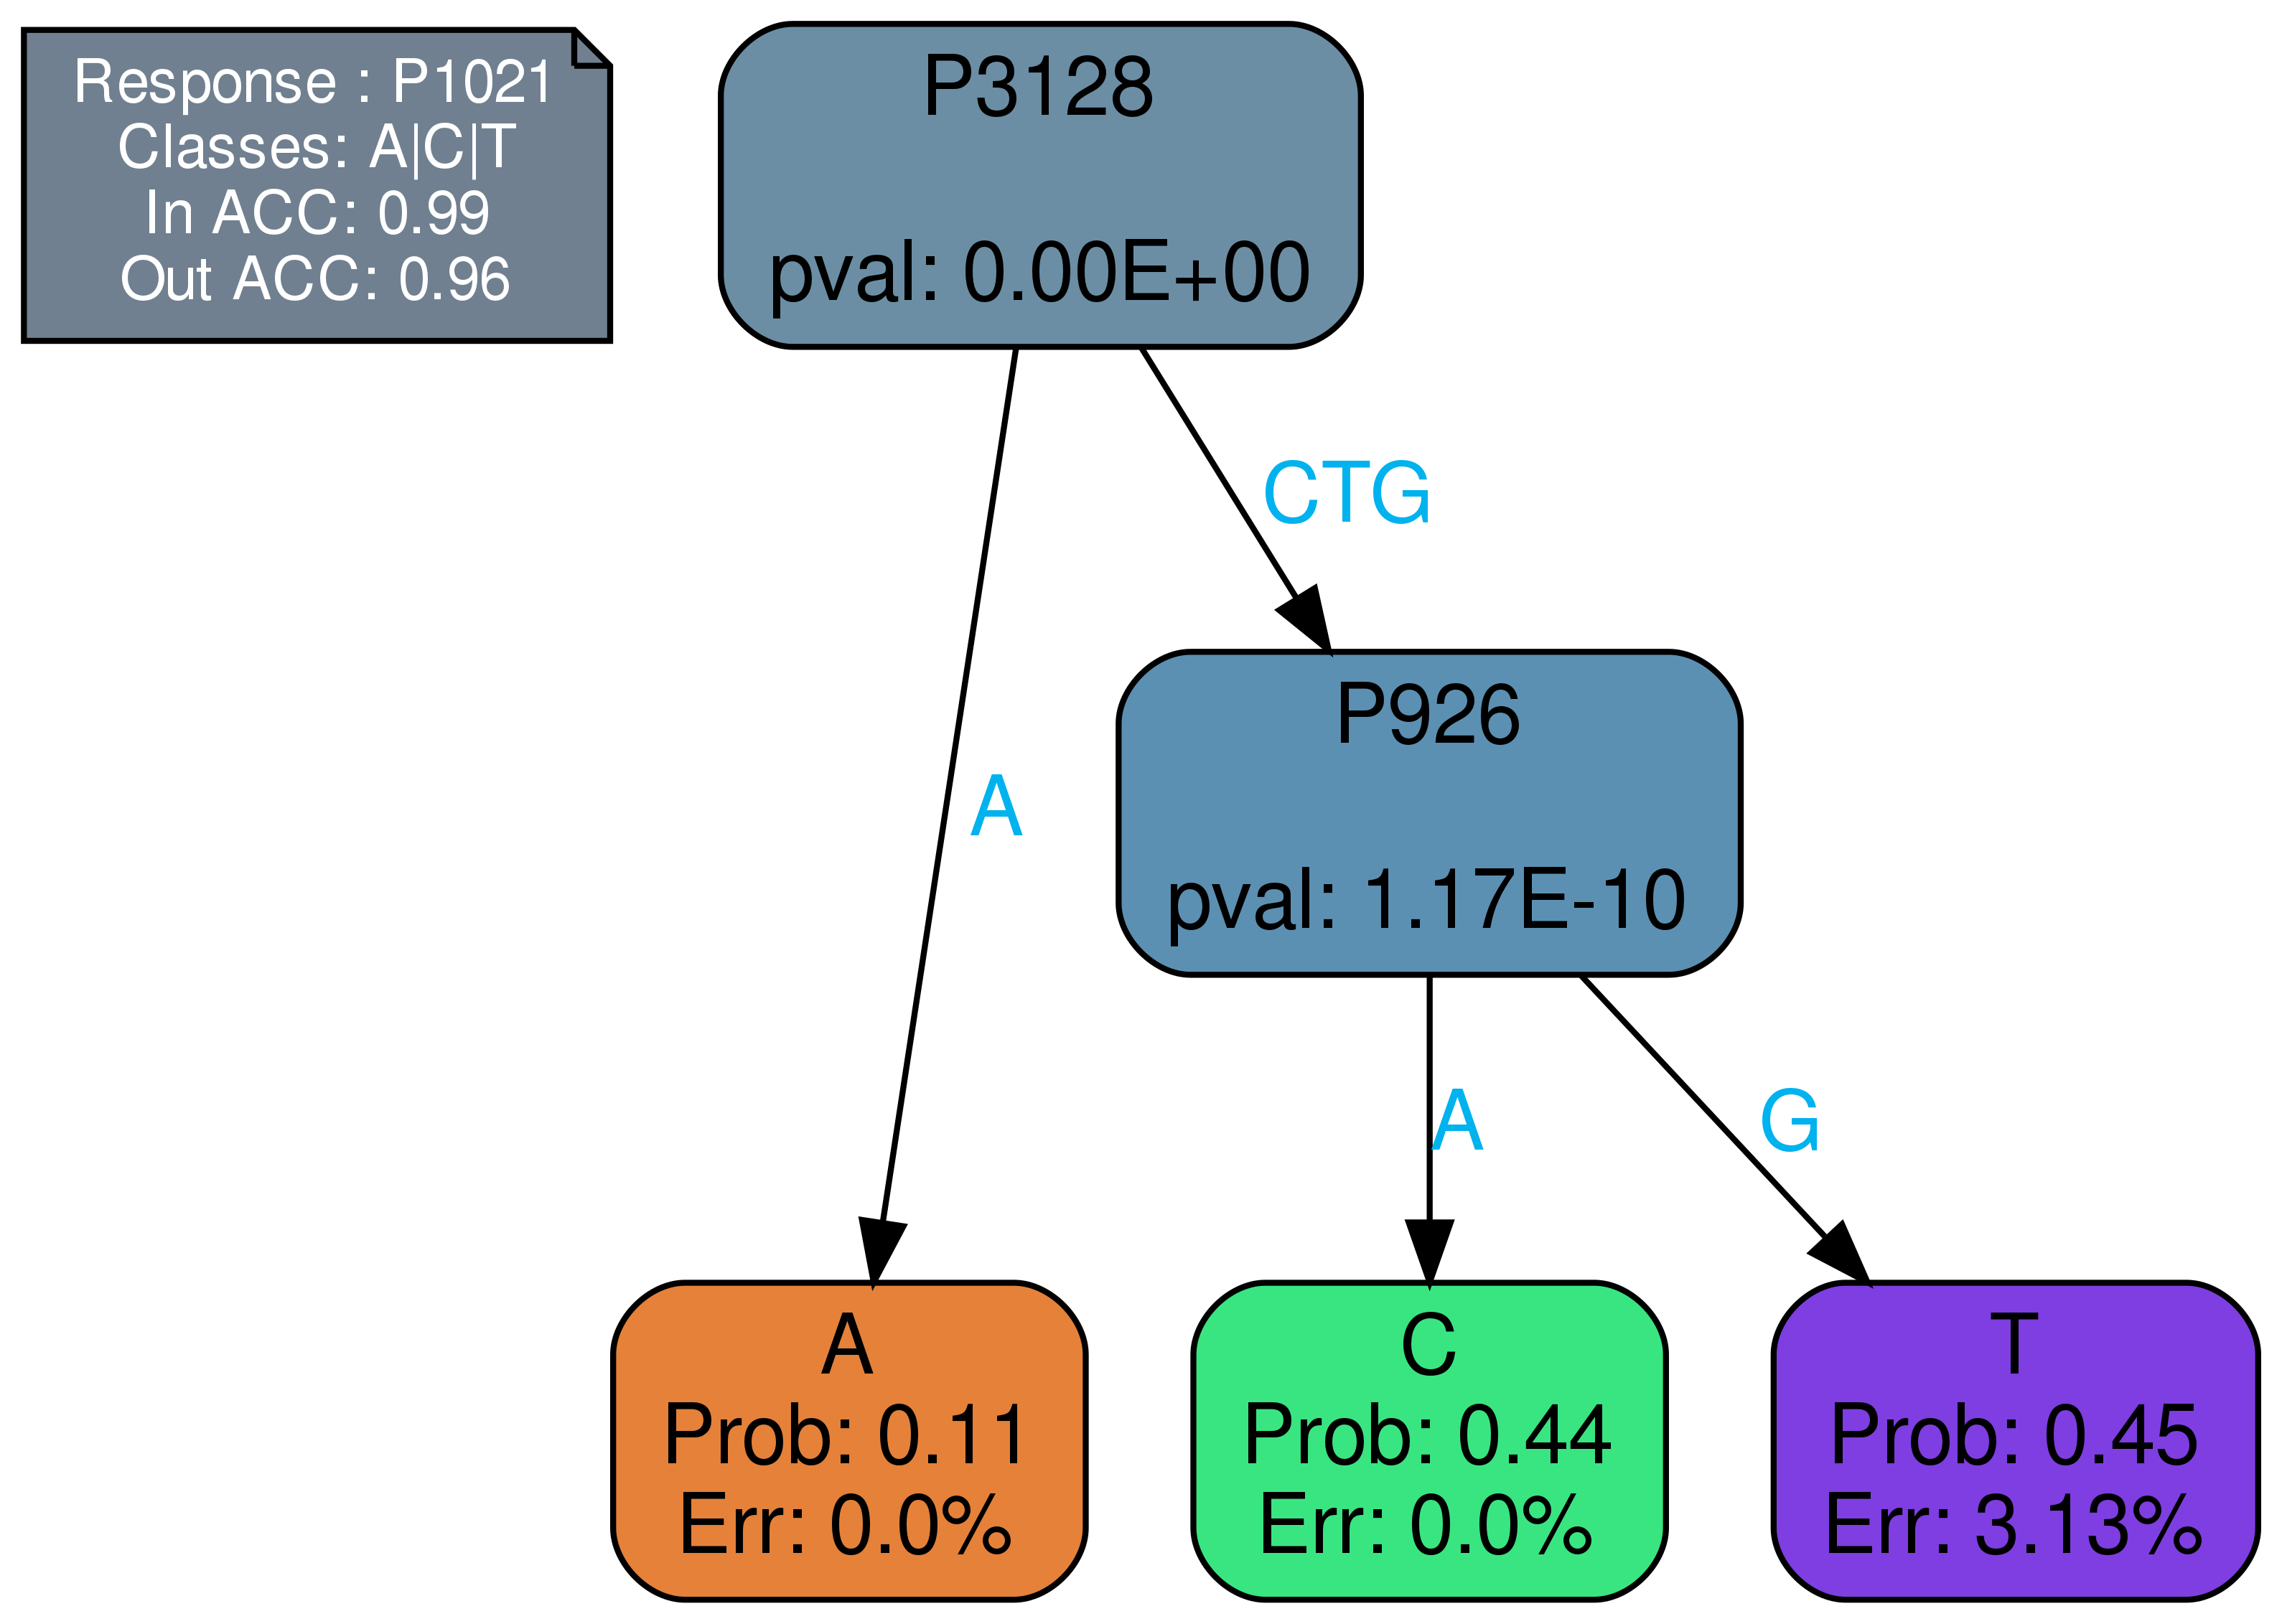 Response : P1021
Classes: A|C|T
In ACC: 0.99
Out ACC: 0.96
P3128
pval: 0.00E+00
CTG
P926
pval: 1.17E-10
A
A
G
A
Prob: 0.11
Err: 0.0%
C
Prob: 0.44
Err: 0.0%
T
Prob: 0.45
Err: 3.13%